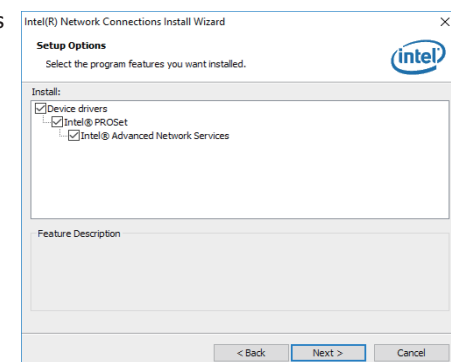 s
Intel(R) Network Connections Install Wizard
Setup Options
Select the program features you want installed.
intel
Install:
Device drivers
Intel® PROSet
Intel® Advanced Network Services
Feature Description
< Back
Next >
Cancel